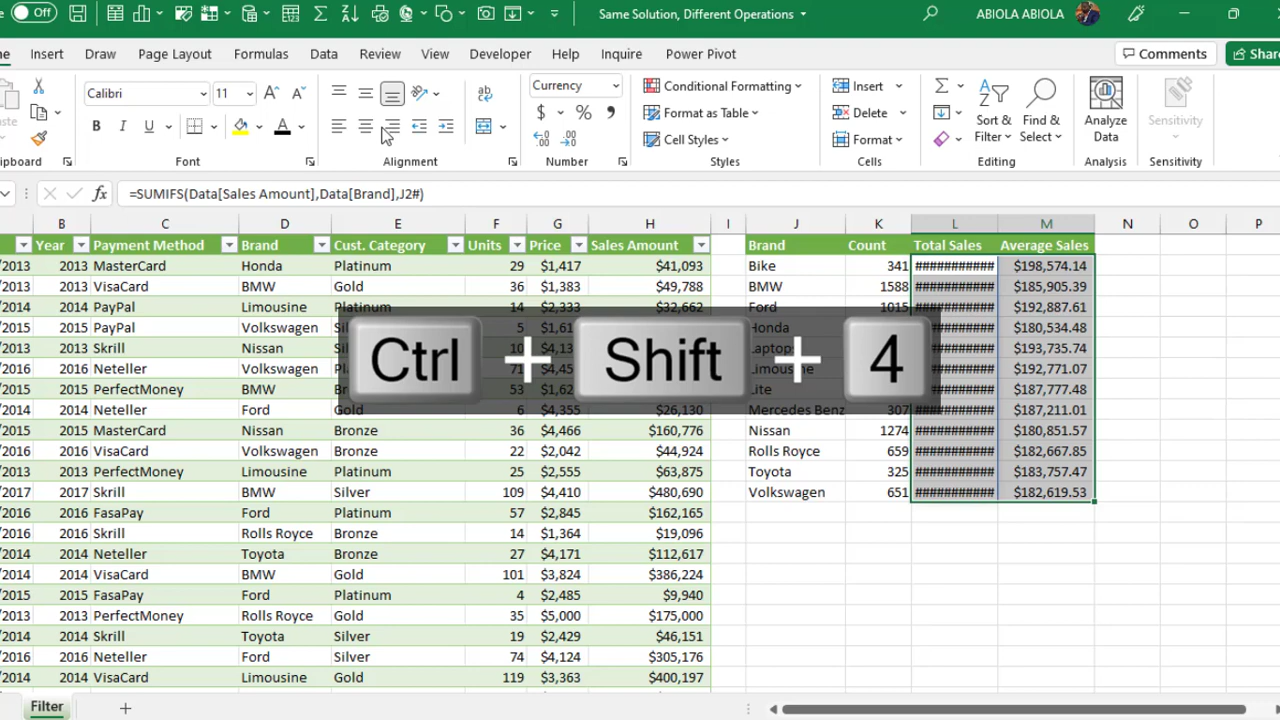 Off
Same Solution, Different Operations
ABIOLA ABIOLA
me Insert Draw Page Layout Formulas Data Review View Developer Help Inquire Power Pivot
Comments
Share
Calibri 11
B I U
Currency
$ % ,
Conditional Formatting
Format as Table
Cell Styles
Insert
Delete
Format
Sort & Filter
Find & Select
Analyze Data
Sensitivity
lipboard Font Alignment Number Styles Cells Editing Analysis Sensitivity
fx =SUMIFS(Data[Sales Amount],Data[Brand],J2#)
B C D E F G H I J K L M N O P
Year Payment Method Brand Cust. Category Units Price Sales Amount Brand Count Total Sales Average Sales
/2013 2013 MasterCard Honda Platinum 29 $1,417 $41,093 Bike 341 ########### $198,574.14
/2013 2013 VisaCard BMW Gold 36 $1,383 $49,788 BMW 1588 ########### $185,905.39
/2014 2014 PayPal Limousine Platinum 14 $2,333 $32,662 Ford 1015 ########### $192,887.61
/2015 2015 PayPal Volkswagen 5 Honda ########### $180,534.48
/2013 2013 Skrill Nissan ########### $193,735.74
/2016 2016 Neteller Volkswagen ########### $192,771.07
/2015 2015 PerfectMoney BMW ########### $187,777.48
/2014 2014 Neteller Ford Gold 6 $4,355 $26,130 Mercedes Benz 307 ########### $187,211.01
Ctrl + Shift + 4
/2015 2015 MasterCard Nissan Bronze 36 $4,466 $160,776 Nissan 1274 ########### $180,851.57
/2016 2016 VisaCard Volkswagen Bronze 22 $2,042 $44,924 Rolls Royce 659 ########### $182,667.85
/2013 2013 PerfectMoney Limousine Platinum 25 $2,555 $63,875 Toyota 325 ########### $183,757.47
/2017 2017 Skrill BMW Silver 109 $4,410 $480,690 Volkswagen 651 ########### $182,619.53
/2016 2016 FasaPay Ford Platinum 57 $2,845 $162,165
/2016 2016 Skrill Rolls Royce Bronze 14 $1,364 $19,096
/2014 2014 Neteller Toyota Bronze 27 $4,171 $112,617
/2014 2014 VisaCard BMW Gold 101 $3,824 $386,224
/2015 2015 FasaPay Ford Platinum 4 $2,485 $9,940
/2013 2013 PerfectMoney Rolls Royce Gold 35 $5,000 $175,000
/2014 2014 Skrill Toyota Silver 19 $2,429 $46,151
/2016 2016 Neteller Ford Silver 74 $4,124 $305,176
/2014 2014 VisaCard Limousine Gold 119 $3,363 $400,197
Filter